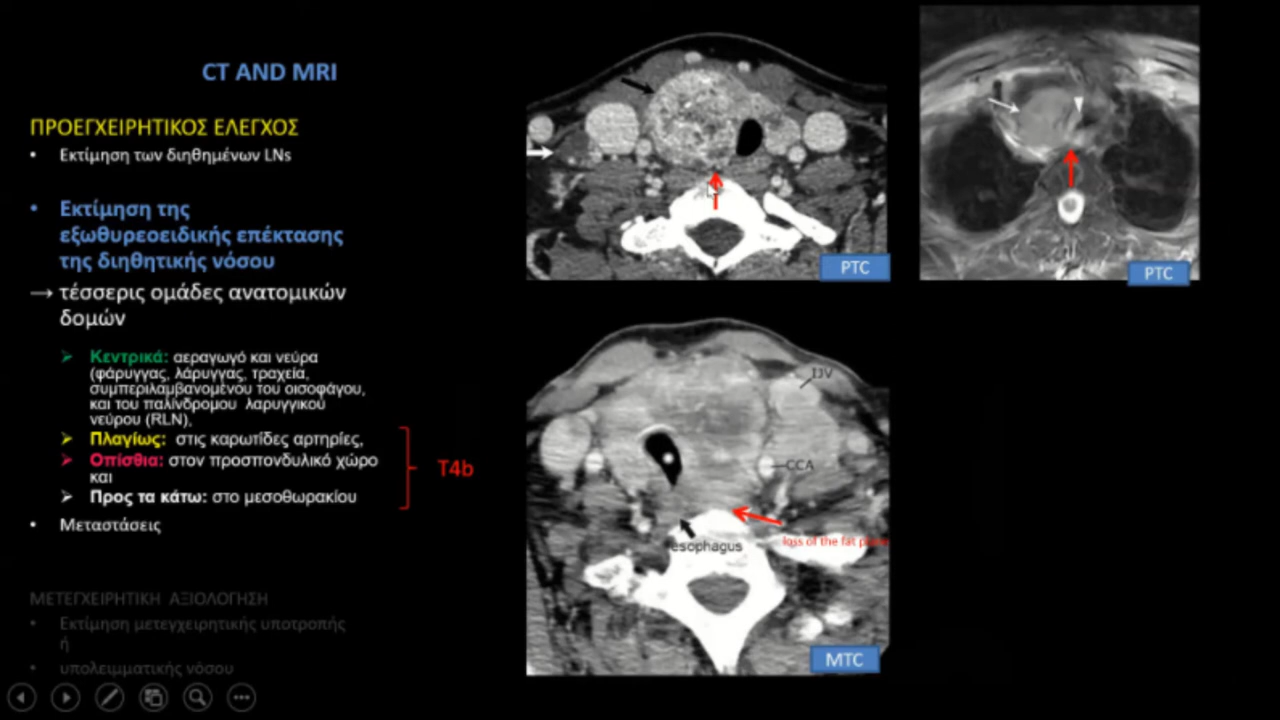 CT AND MRI
ΠΡΟΕΓΧΕΙΡΗΤΙΚΟΣ ΕΛΕΓΧΟΣ
• Εκτίμηση των διηθημένων LNs
• Εκτίμηση της
εξωθυρεοειδικής επέκτασης
της διηθητικής νόσου
→ τέσσερις ομάδες ανατομικών
δομών
➢ Κεντρικά: αεραγωγό και νεύρα
(φάρυγγας, λάρυγγας, τραχεία,
συμπεριλαμβανομένου του οισοφάγου,
και του παλίνδρομου λαρυγγικού
νεύρου (RLN),
➢ Πλαγίως: στις καρωτίδες αρτηρίες,
➢ Οπίσθια: στον προσπονδυλικό χώρο
και
➢ Προς τα κάτω: στο μεσοθωρακίου
T4b
• Μεταστάσεις
ΜΕΤΕΓΧΕΙΡΗΤΙΚΗ ΑΞΙΟΛΟΓΗΣΗ
• Εκτίμηση μετεγχειρητικής υποτροπής
ή
• υπολειμματικής νόσου
PTC
PTC
IJV
CCA
esophagus
loss of the fat
MTC